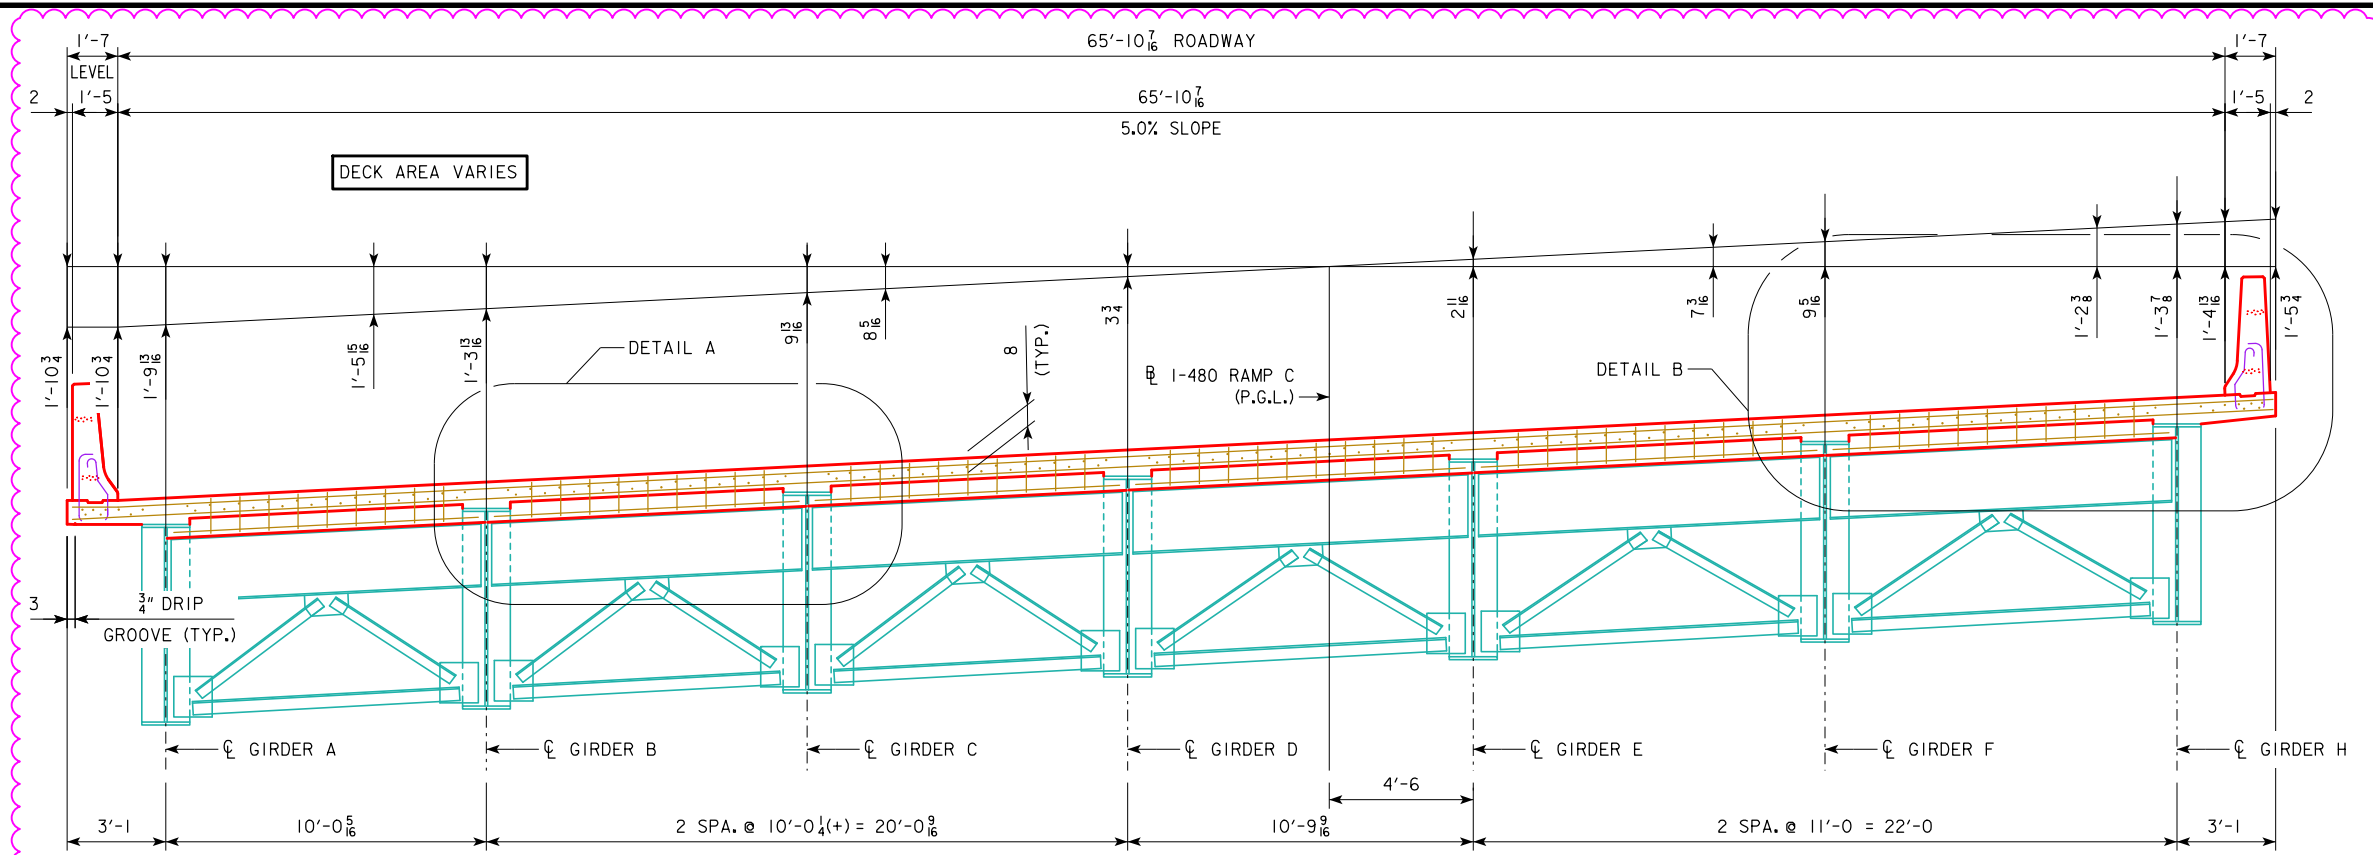 1'-7
65'-10 7/16 ROADWAY
1'-7
LEVEL
2
1'-5
65'-10 7/16
1'-5
2
5.0% SLOPE
DECK AREA VARIES
1'-10 3/4
1'-10 3/4
1'-9 13/16
1'-5 15/16
1'-3 13/16
9 13/16
8 5/16
3 3/4
2 11/16
7 3/16
9 5/16
1'-2 3/8
1'-3 7/8
1'-4 13/16
1'-5 3/4
DETAIL A
8
(TYP.)
℄ I-480 RAMP C
(P.G.L.)
DETAIL B
3
3/4" DRIP
GROOVE (TYP.)
℄ GIRDER A
℄ GIRDER B
℄ GIRDER C
℄ GIRDER D
℄ GIRDER E
℄ GIRDER F
℄ GIRDER H
4'-6
3'-1
10'-0 5/16
2 SPA. @ 10'-0 1/4(+) = 20'-0 9/16
10'-9 9/16
2 SPA. @ 11'-0 = 22'-0
3'-1